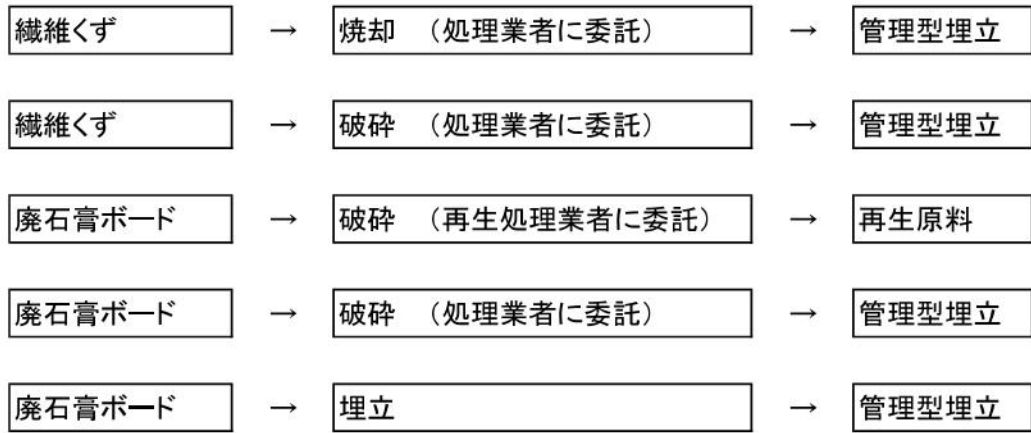 繊維くず → 焼却 （処理業者に委託） → 管理型埋立
繊維くず → 破砕 （処理業者に委託） → 管理型埋立
廃石膏ボード → 破砕 （再生処理業者に委託） → 再生原料
廃石膏ボード → 破砕 （処理業者に委託） → 管理型埋立
廃石膏ボード → 埋立 → 管理型埋立